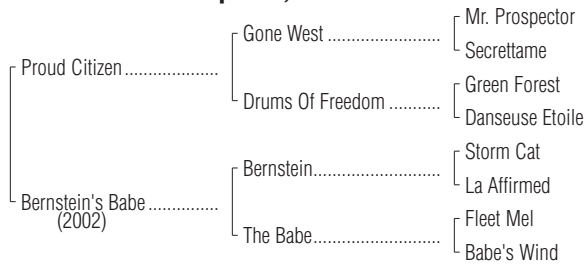 Mr. Prospector
Gone West
Secrettame
Proud Citizen
Green Forest
Drums Of Freedom
Danseuse Etoile
Storm Cat
Bernstein
La Affirmed
Bernstein's Babe
(2002)
Fleet Mel
The Babe
Babe's Wind